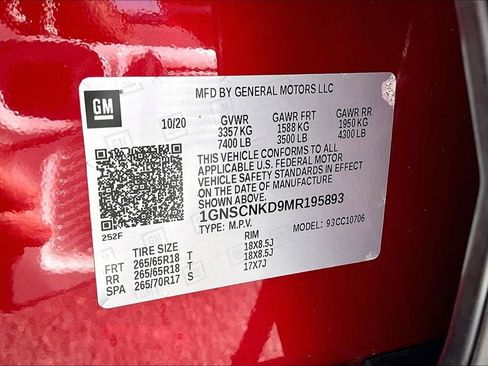 GM
MFD BY GENERAL MOTORS LLC
10/20 GVWR GAWR FRT GAWR RR
3357 KG 1588 KG 1950 KG
7400 LB 3500 LB 4300 LB
THIS VEHICLE CONFORMS TO ALL
APPLICABLE U.S. FEDERAL MOTOR
VEHICLE SAFETY STANDARDS IN EFFECT
ON THE DATE OF MANUFACTURE SHOWN ABOVE.
1GNSCNKD9MR195893
TYPE: M.P.V. MODEL: 93CC10706
252F
TIRE SIZE RIM
FRT 265/65R18 T 18X8.5J
RR 265/65R18 T 18X8.5J
SPA 265/70R17 S 17X7J